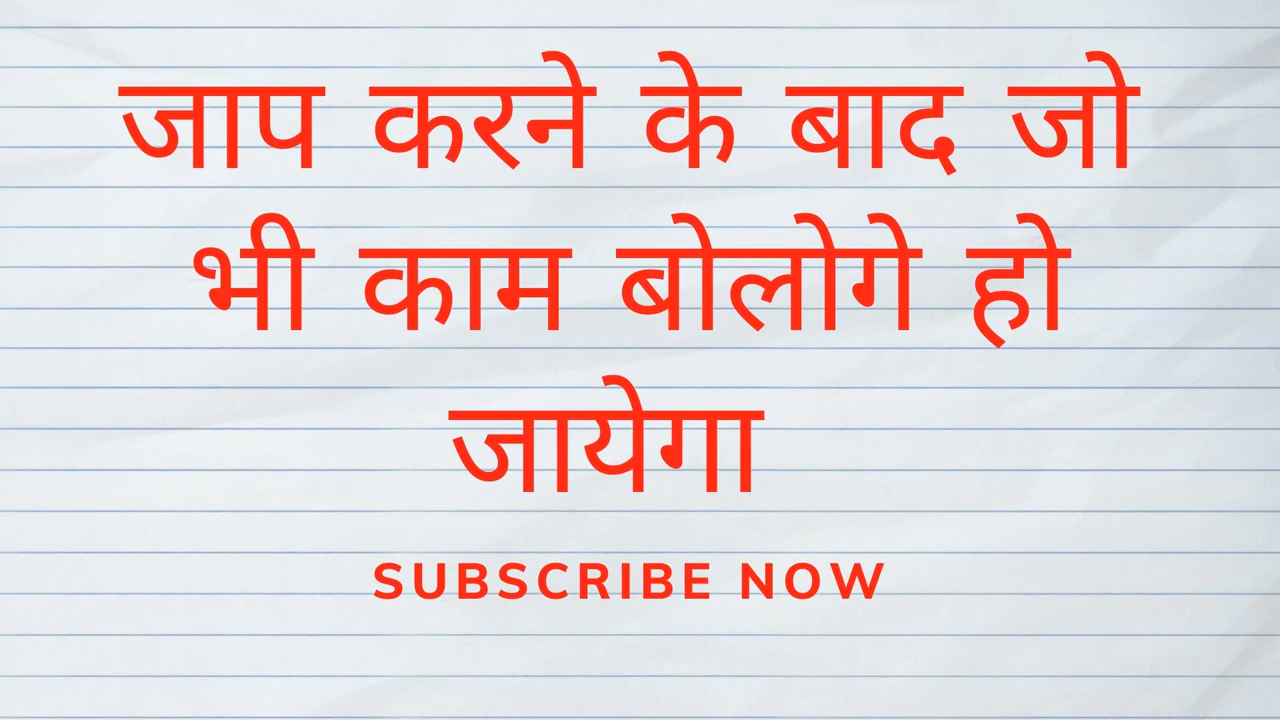 जाप करने के बाद जो
भी काम बोलोगे हो
जायेगा
SUBSCRIBE NOW